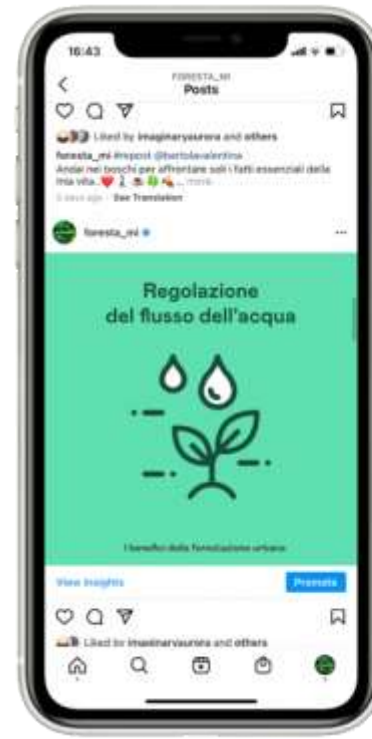 16:43
FORESTA_MI
Posts
Liked by imaginaryaurora and others
foresta_mi #repost @bartolavalentina
Andai nei boschi per affrontare solo i fatti essenziali della
mia vita.. ... more
See Translation
foresta_mi
Regolazione
del flusso dell'acqua
I benefici della forestazione urbana
View Insights
Promote
Liked by imaginaryaurora and others